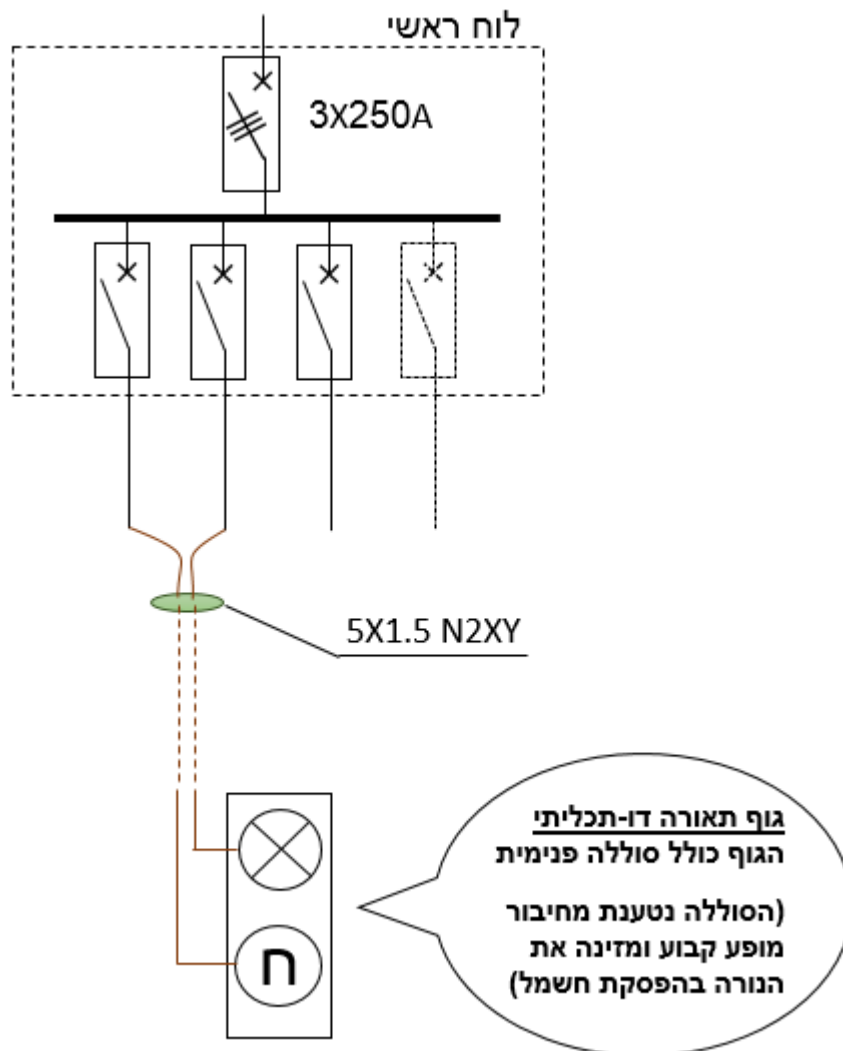 לוח ראשי
3X250A
5X1.5 N2XY
גוף תאורה דו-תכליתי
הגוף כולל סוללה פנימית
(הסוללה נטענת מחיבור
מופע קבוע ומזינה את
הנורה בהפסקת חשמל)
ח